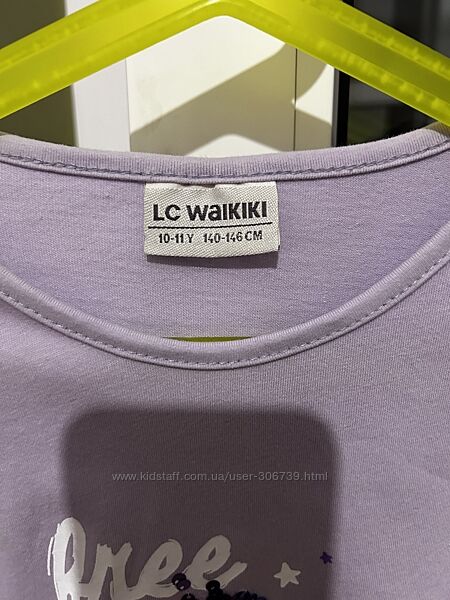 LC WAIKIKI
10-11 Y 140-146 CM
www.kidstaff.com.ua/user-306739.html
free